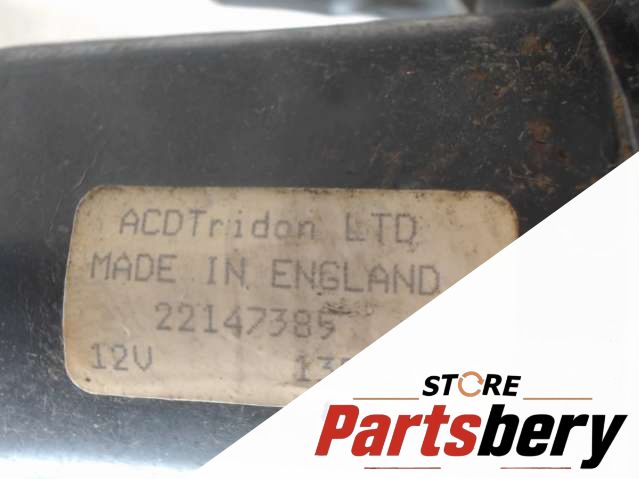 ACDTridon LTD
MADE IN ENGLAND
22147385
12V
STORE
Partsbery